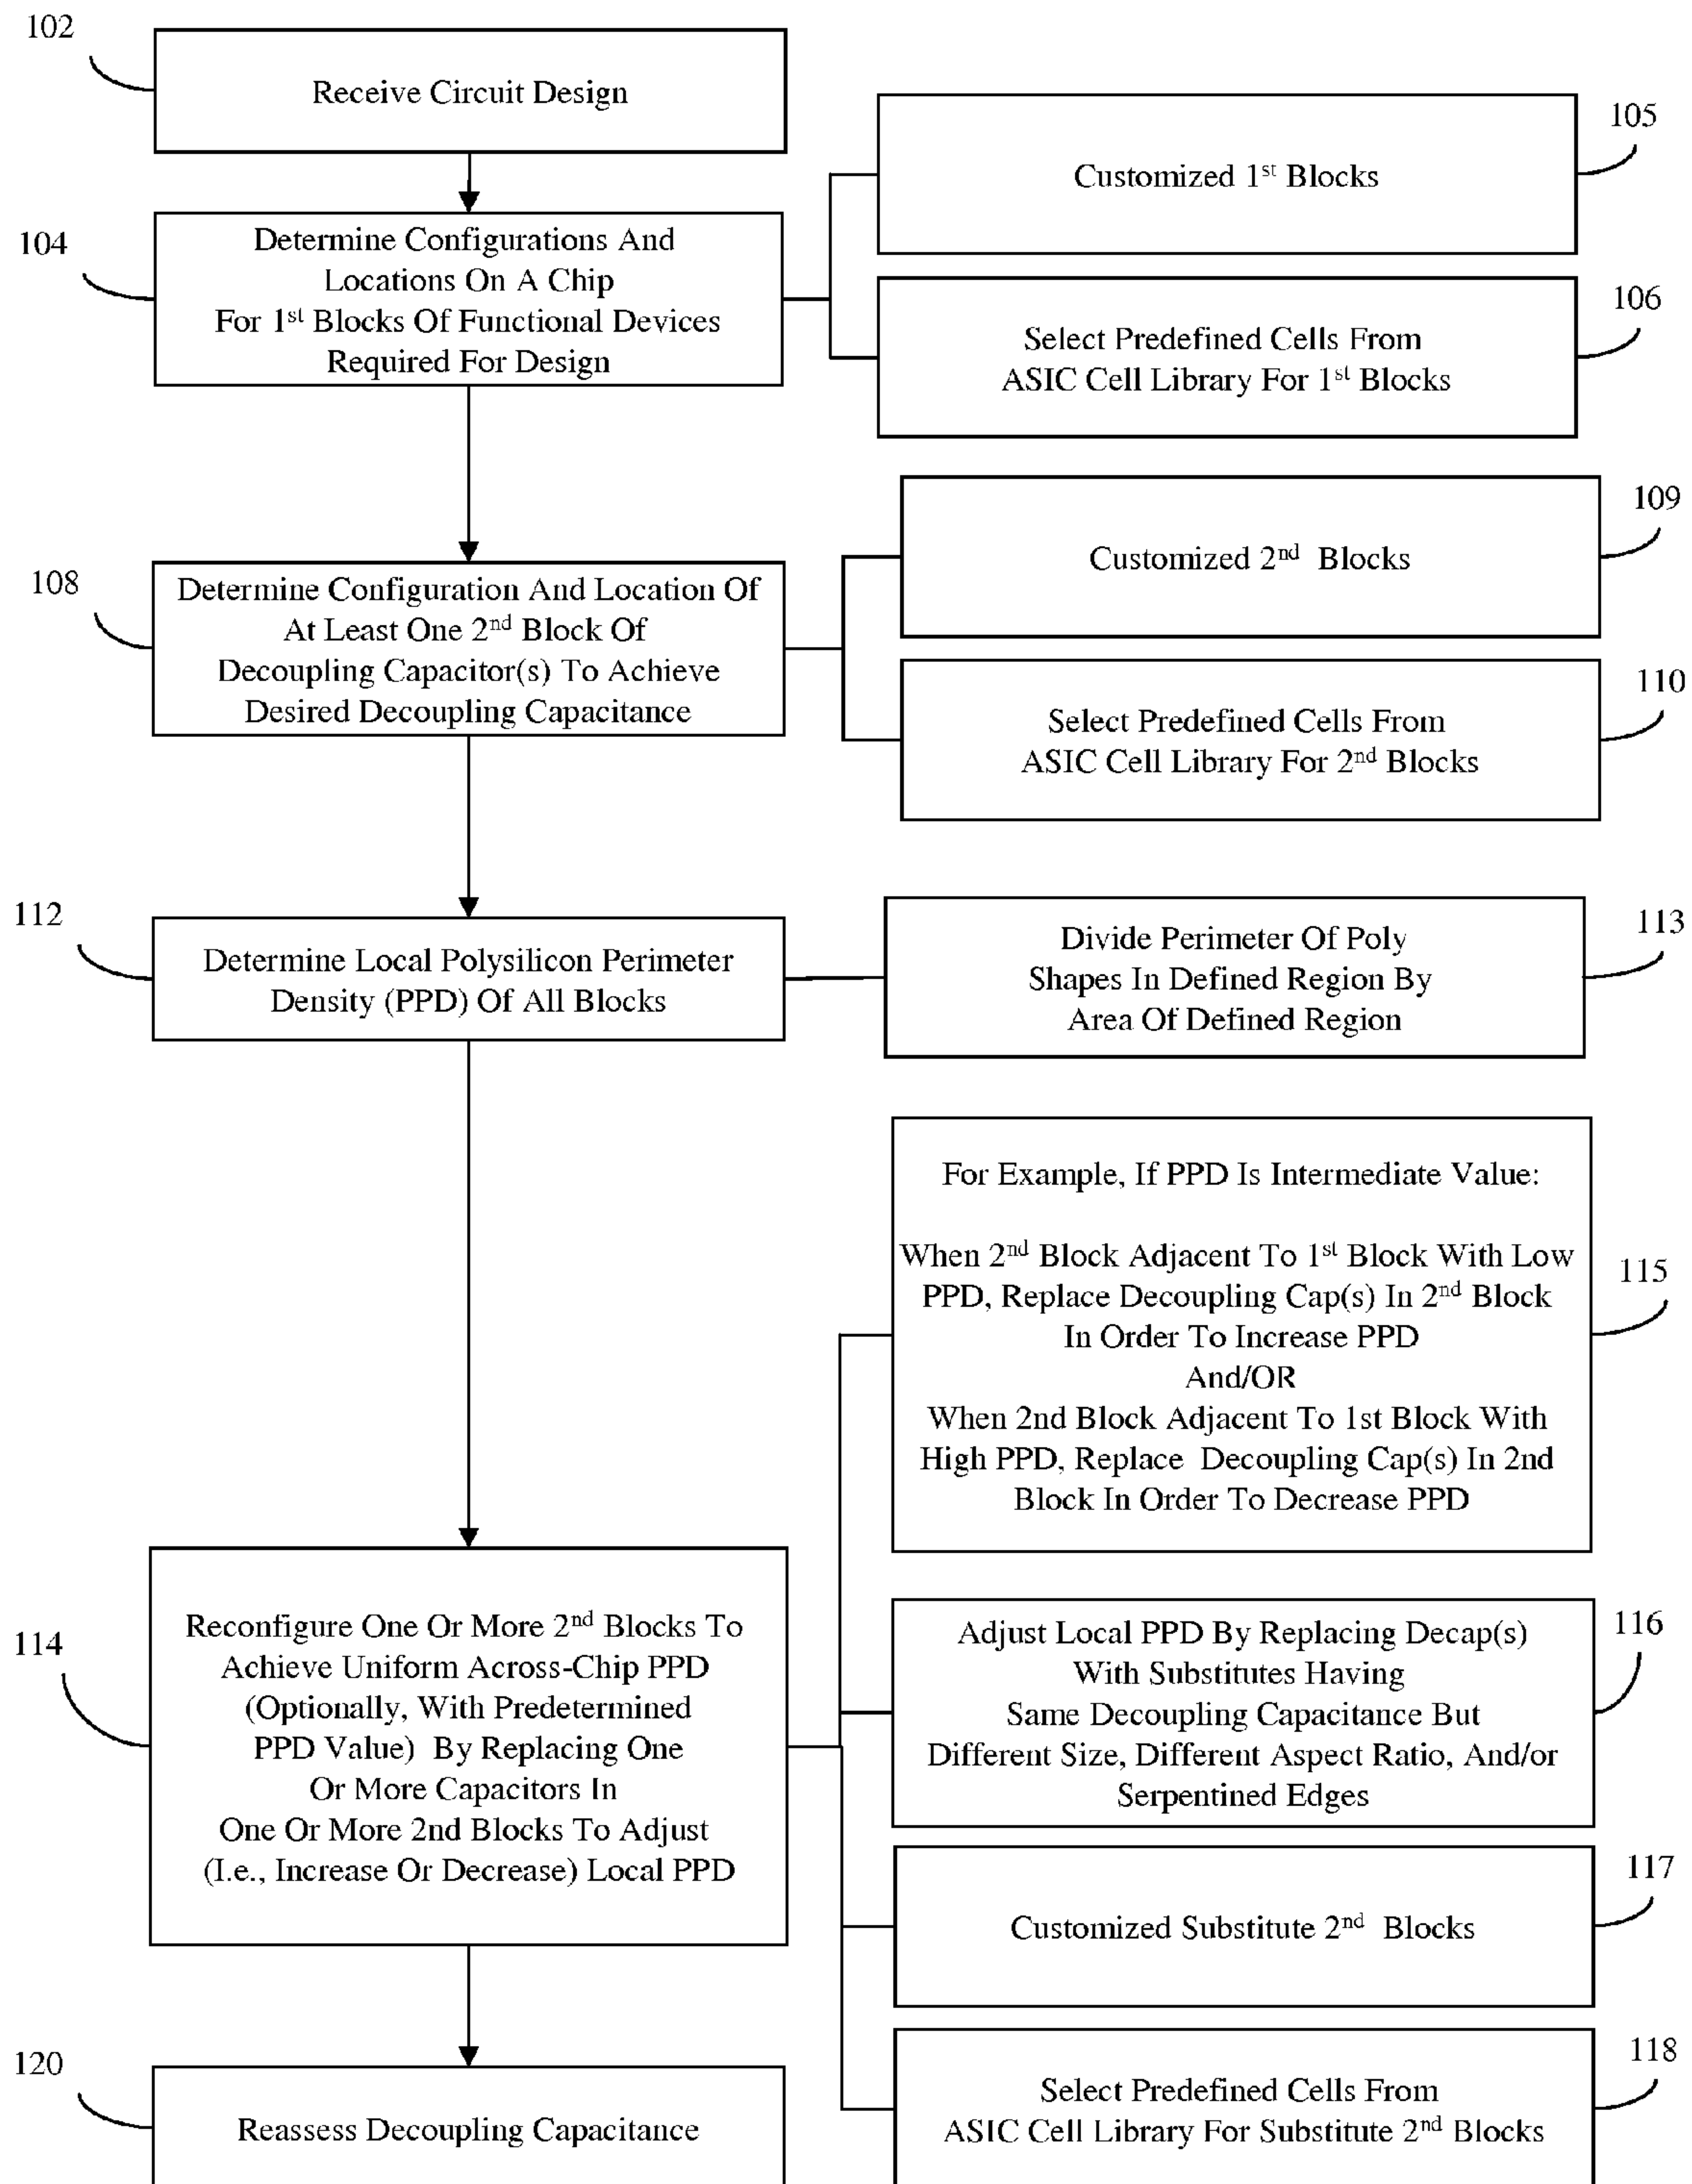 102
Receive Circuit Design
105
Customized 1st Blocks
104
Determine Configurations And
Locations On A Chip
For 1st Blocks Of Functional Devices
Required For Design
106
Select Predefined Cells From
ASIC Cell Library For 1st Blocks
109
Customized 2nd Blocks
108
Determine Configuration And Location Of
At Least One 2nd Block Of
Decoupling Capacitor(s) To Achieve
Desired Decoupling Capacitance
110
Select Predefined Cells From
ASIC Cell Library For 2nd Blocks
112
Determine Local Polysilicon Perimeter
Density (PPD) Of All Blocks
113
Divide Perimeter Of Poly
Shapes In Defined Region By
Area Of Defined Region
115
For Example, If PPD Is Intermediate Value:
When 2nd Block Adjacent To 1st Block With Low
PPD, Replace Decoupling Cap(s) In 2nd Block
In Order To Increase PPD
And/OR
When 2nd Block Adjacent To 1st Block With
High PPD, Replace Decoupling Cap(s) In 2nd
Block In Order To Decrease PPD
114
Reconfigure One Or More 2nd Blocks To
Achieve Uniform Across-Chip PPD
(Optionally, With Predetermined
PPD Value) By Replacing One
Or More Capacitors In
One Or More 2nd Blocks To Adjust
(I.e., Increase Or Decrease) Local PPD
116
Adjust Local PPD By Replacing Decap(s)
With Substitutes Having
Same Decoupling Capacitance But
Different Size, Different Aspect Ratio, And/or
Serpentined Edges
117
Customized Substitute 2nd Blocks
118
Select Predefined Cells From
ASIC Cell Library For Substitute 2nd Blocks
120
Reassess Decoupling Capacitance